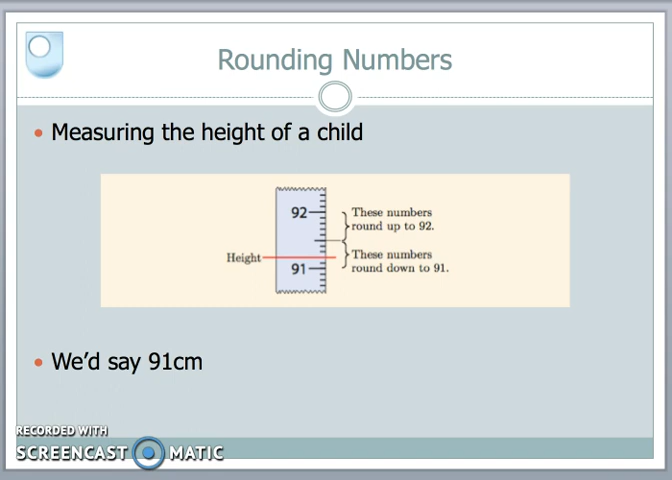 Rounding Numbers
• Measuring the height of a child
92
These numbers
round up to 92.
Height
91
These numbers
round down to 91.
• We'd say 91cm
RECORDED WITH
SCREENCAST MATIC